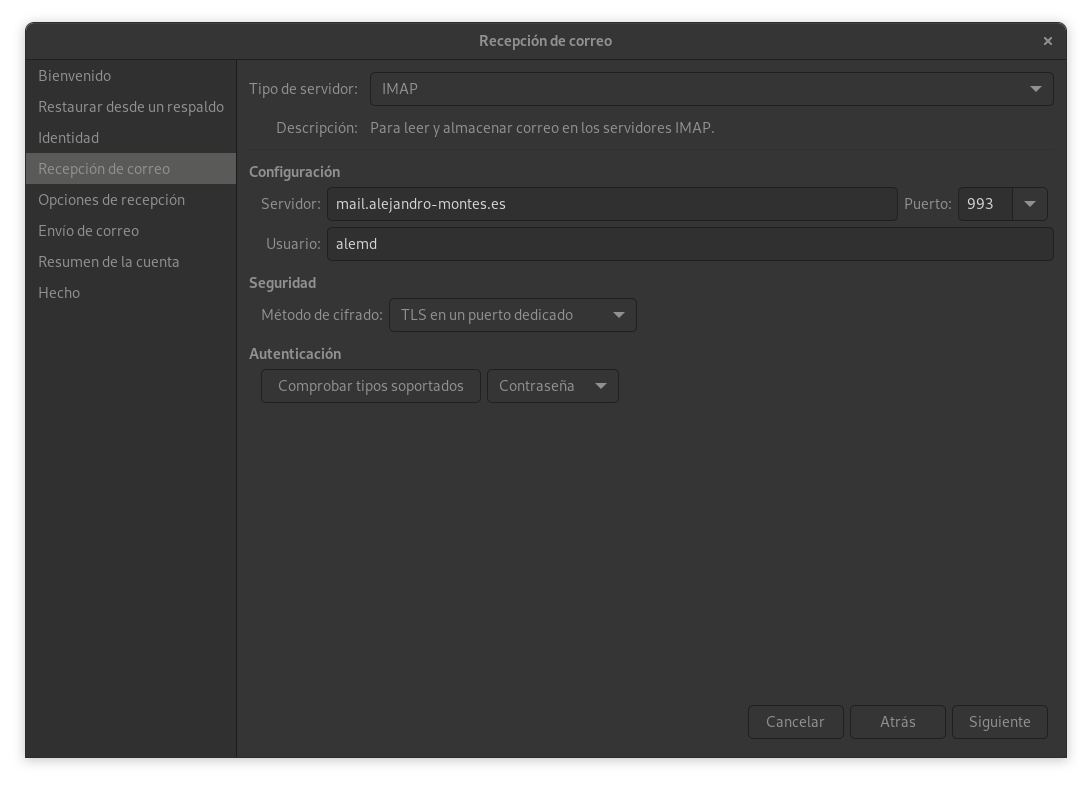 Recepción de correo
Bienvenido
Restaurar desde un respaldo
Identidad
Recepción de correo
Opciones de recepción
Envío de correo
Resumen de la cuenta
Hecho
Tipo de servidor: IMAP
Descripción: Para leer y almacenar correo en los servidores IMAP.
Configuración
Servidor: mail.alejandro-montes.es Puerto: 993
Usuario: alemd
Seguridad
Método de cifrado: TLS en un puerto dedicado
Autenticación
Comprobar tipos soportados Contraseña
Cancelar Atrás Siguiente